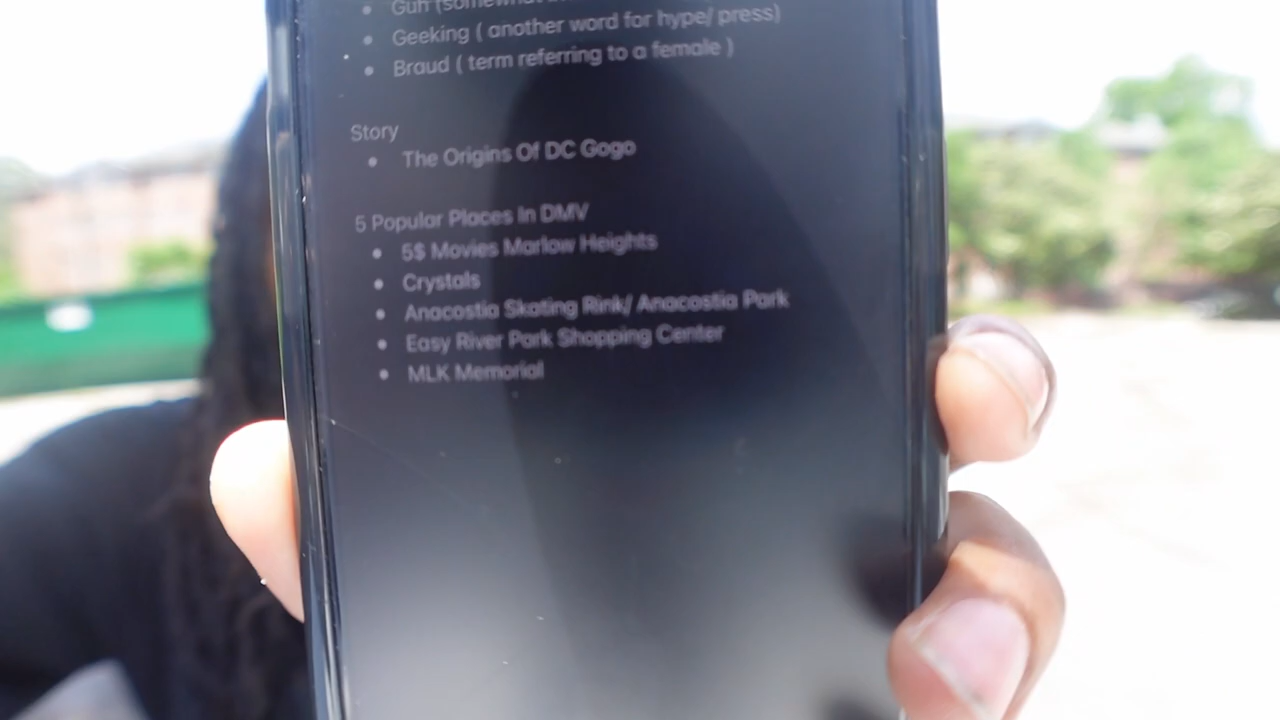 Guh (somewhat
Geeking ( another word for hype/ press)
Braud ( term referring to a female )
Story
The Origins Of DC Gogo
5 Popular Places In DMV
5$ Movies Marlow Heights
Crystals
Anacostia Skating Rink/ Anacostia Park
Easy River Park Shopping Center
MLK Memorial